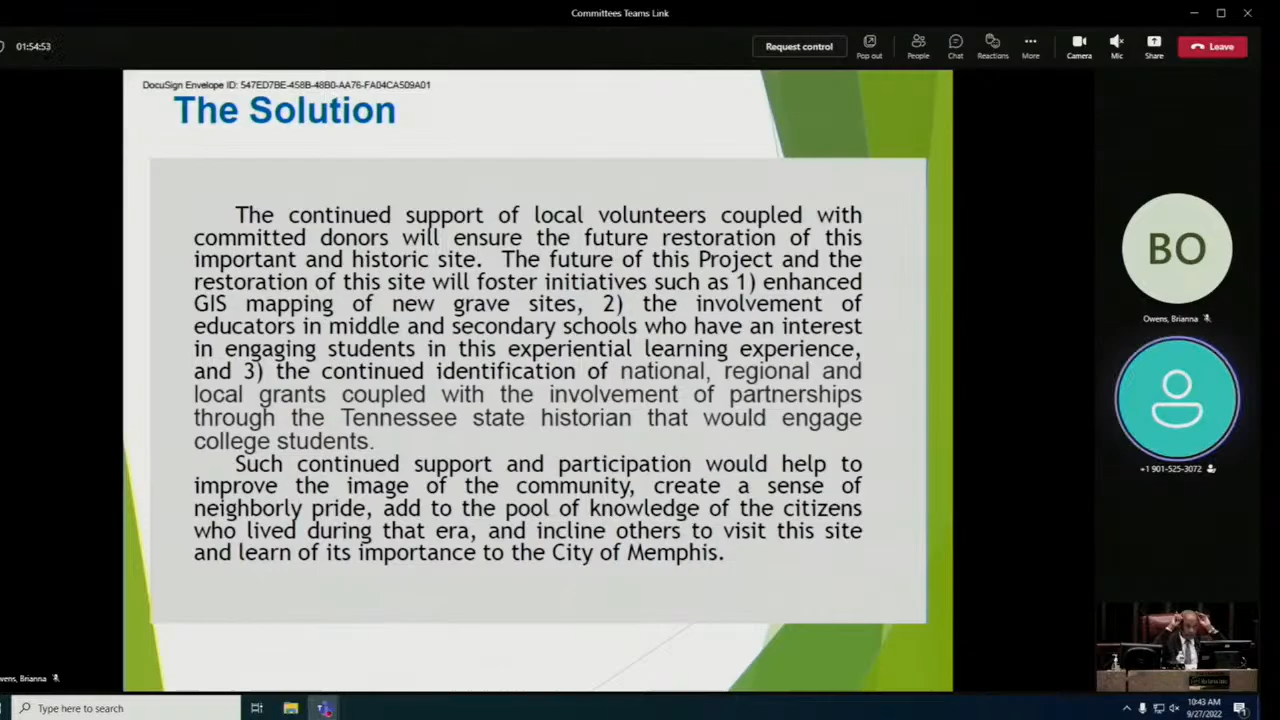 Committees Teams Link
01:54:53
Request control
Pop out
People
Chat
Reactions
More
Camera
Mic
Share
Leave
DocuSign Envelope ID: 547ED7BE-458B-48B0-AA76-FA04CA509A01
The Solution
The continued support of local volunteers coupled with
committed donors will ensure the future restoration of this
important and historic site. The future of this Project and the
restoration of this site will foster initiatives such as 1) enhanced
GIS mapping of new grave sites, 2) the involvement of
educators in middle and secondary schools who have an interest
in engaging students in this experiential learning experience,
and 3) the continued identification of national, regional and
local grants coupled with the involvement of partnerships
through the Tennessee state historian that would engage
college students.
Such continued support and participation would help to
improve the image of the community, create a sense of
neighborly pride, add to the pool of knowledge of the citizens
who lived during that era, and incline others to visit this site
and learn of its importance to the City of Memphis.
BO
Owens, Brianna
+1 901-525-3072
wens, Brianna
Type here to search
10:43 AM
9/27/2022